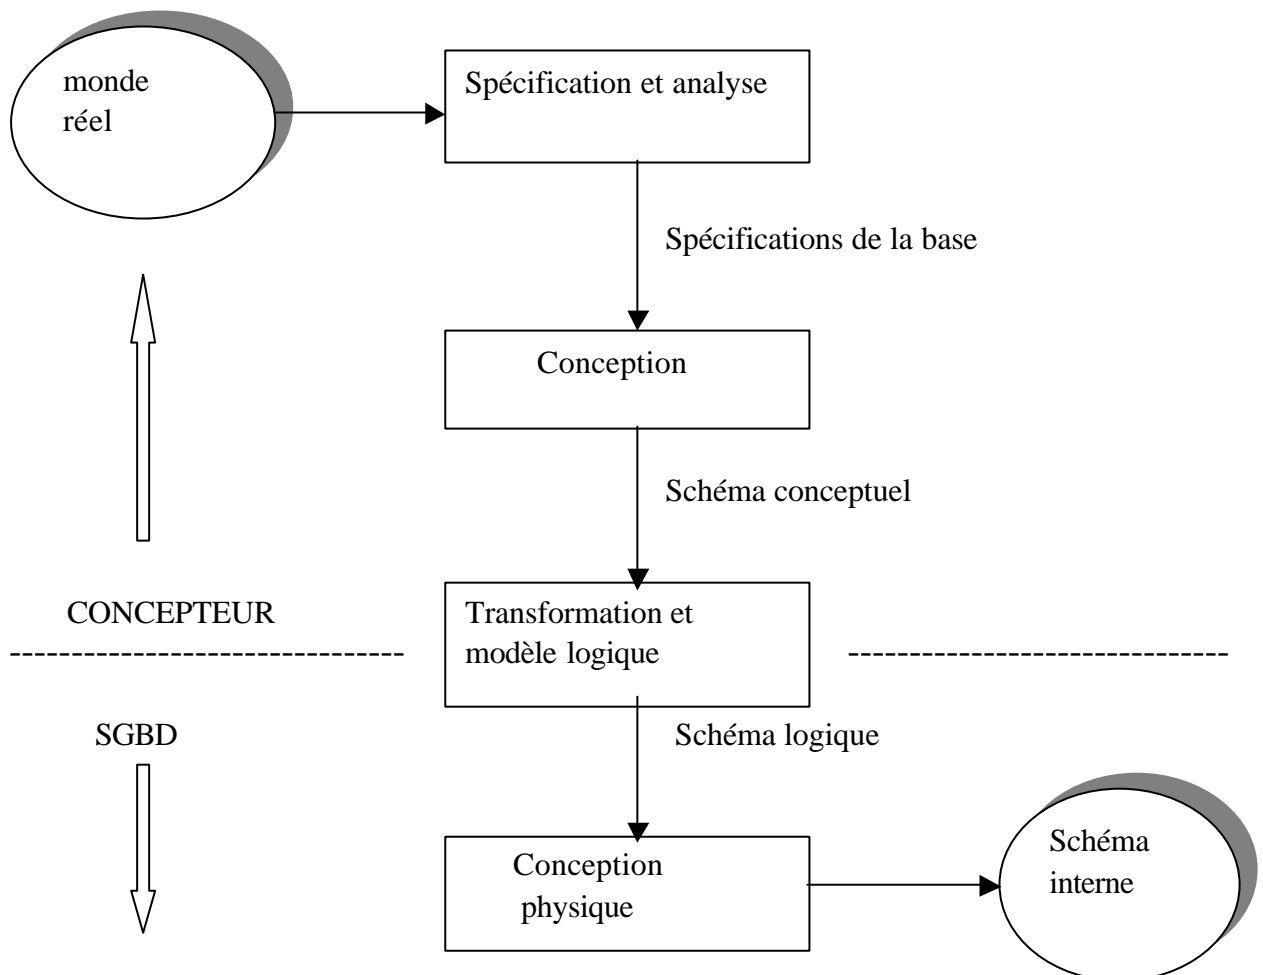 monde
réel
Spécification et analyse
Spécifications de la base
Conception
Schéma conceptuel
CONCEPTEUR
Transformation et
modèle logique
SGBD
Schéma logique
Conception
physique
Schéma
interne